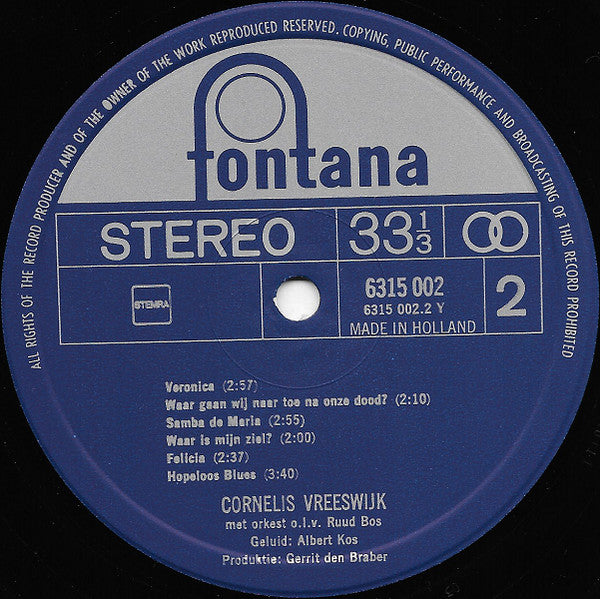 ALL RIGHTS OF THE RECORD PRODUCER AND OF THE OWNER OF THE WORK REPRODUCED RESERVED. COPYING, PUBLIC PERFORMANCE AND BROADCASTING OF THIS RECORD PROHIBITED
fontana
STEREO 33 1/3
STEMRA
6315 002
6315 002.2 Y
MADE IN HOLLAND
2
Veronica (2:57)
Waar gaan wij naar toe na onze dood? (2:10)
Samba de Maria (2:55)
Waar is mijn ziel? (2:00)
Felicia (2:37)
Hopeloos Blues (3:40)
CORNELIS VREESWIJK
met orkest o.l.v. Ruud Bos
Geluid: Albert Kos
Produktie: Gerrit den Braber